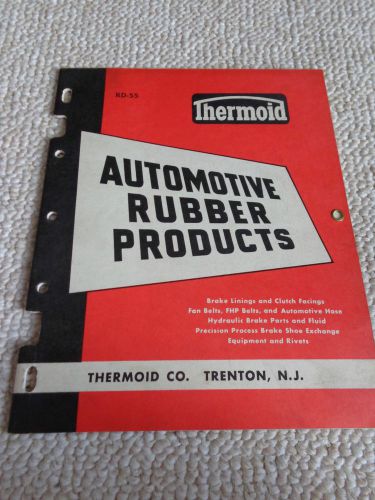 RD-55
Thermoid
AUTOMOTIVE
RUBBER
PRODUCTS
Brake Linings and Clutch Facings
Fan Belts, FHP Belts, and Automotive Hose
Hydraulic Brake Parts and Fluid
Precision Process Brake Shoe Exchange
Equipment and Rivets
THERMOID CO. TRENTON, N.J.